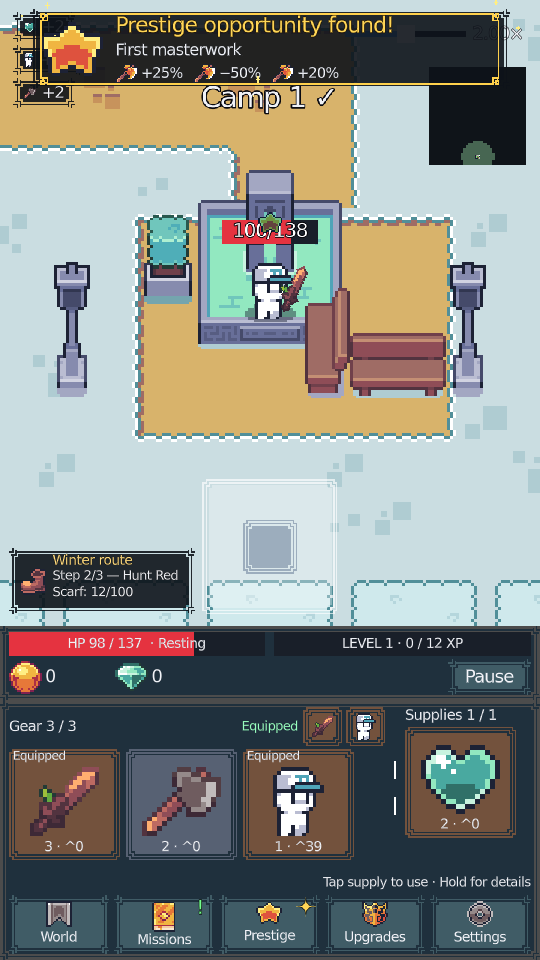 Prestige opportunity found!
First masterwork
+25% −50% +20%
+2
Camp 1 ✓
100/138
Winter route
Step 2/3 — Hunt Red
Scarf: 12/100
HP 98 / 137 · Resting
LEVEL 1 · 0 / 12 XP
0
0
Pause
Gear 3 / 3
Equipped
Supplies 1 / 1
Equipped
Equipped
3 · ^0
2 · ^0
1 · ^39
2 · ^0
Tap supply to use · Hold for details
World
Missions
!
Prestige
Upgrades
Settings